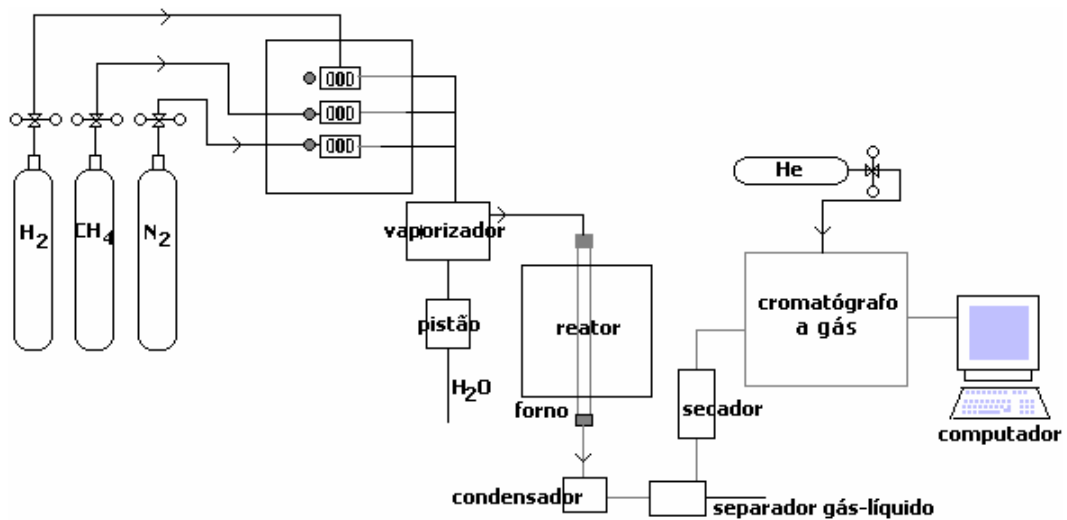 H2
CH4
N2
000
000
000
vaporizador
pistão
H2O
reator
forno
condensador
separador gás-líquido
secador
He
cromatógrafo
a gás
computador